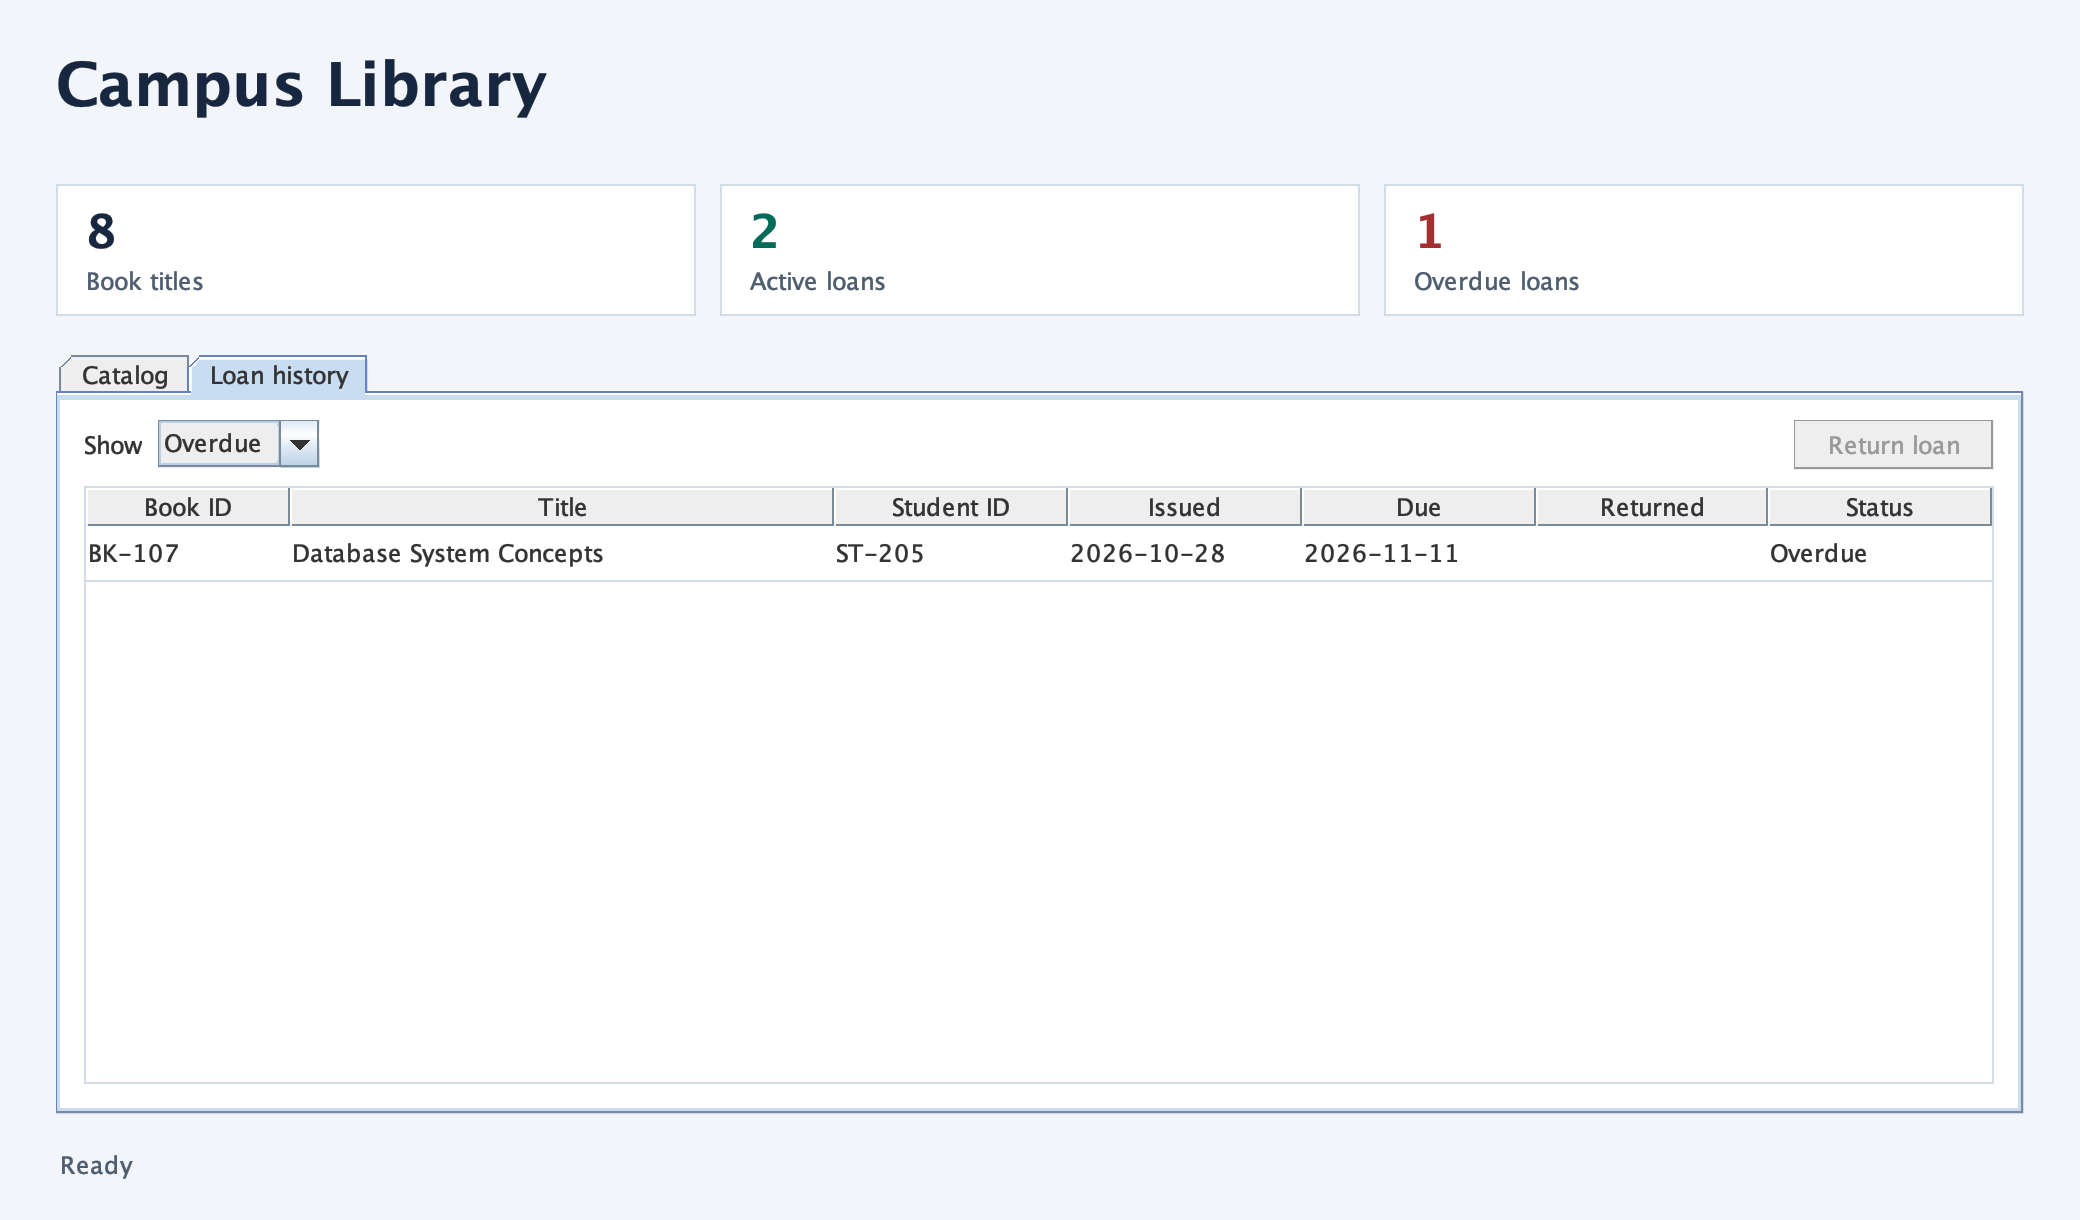 Campus Library
8
Book titles
2
Active loans
1
Overdue loans
Catalog Loan history
Show Overdue Return loan
Book ID Title Student ID Issued Due Returned Status
BK-107 Database System Concepts ST-205 2026-10-28 2026-11-11 Overdue
Ready